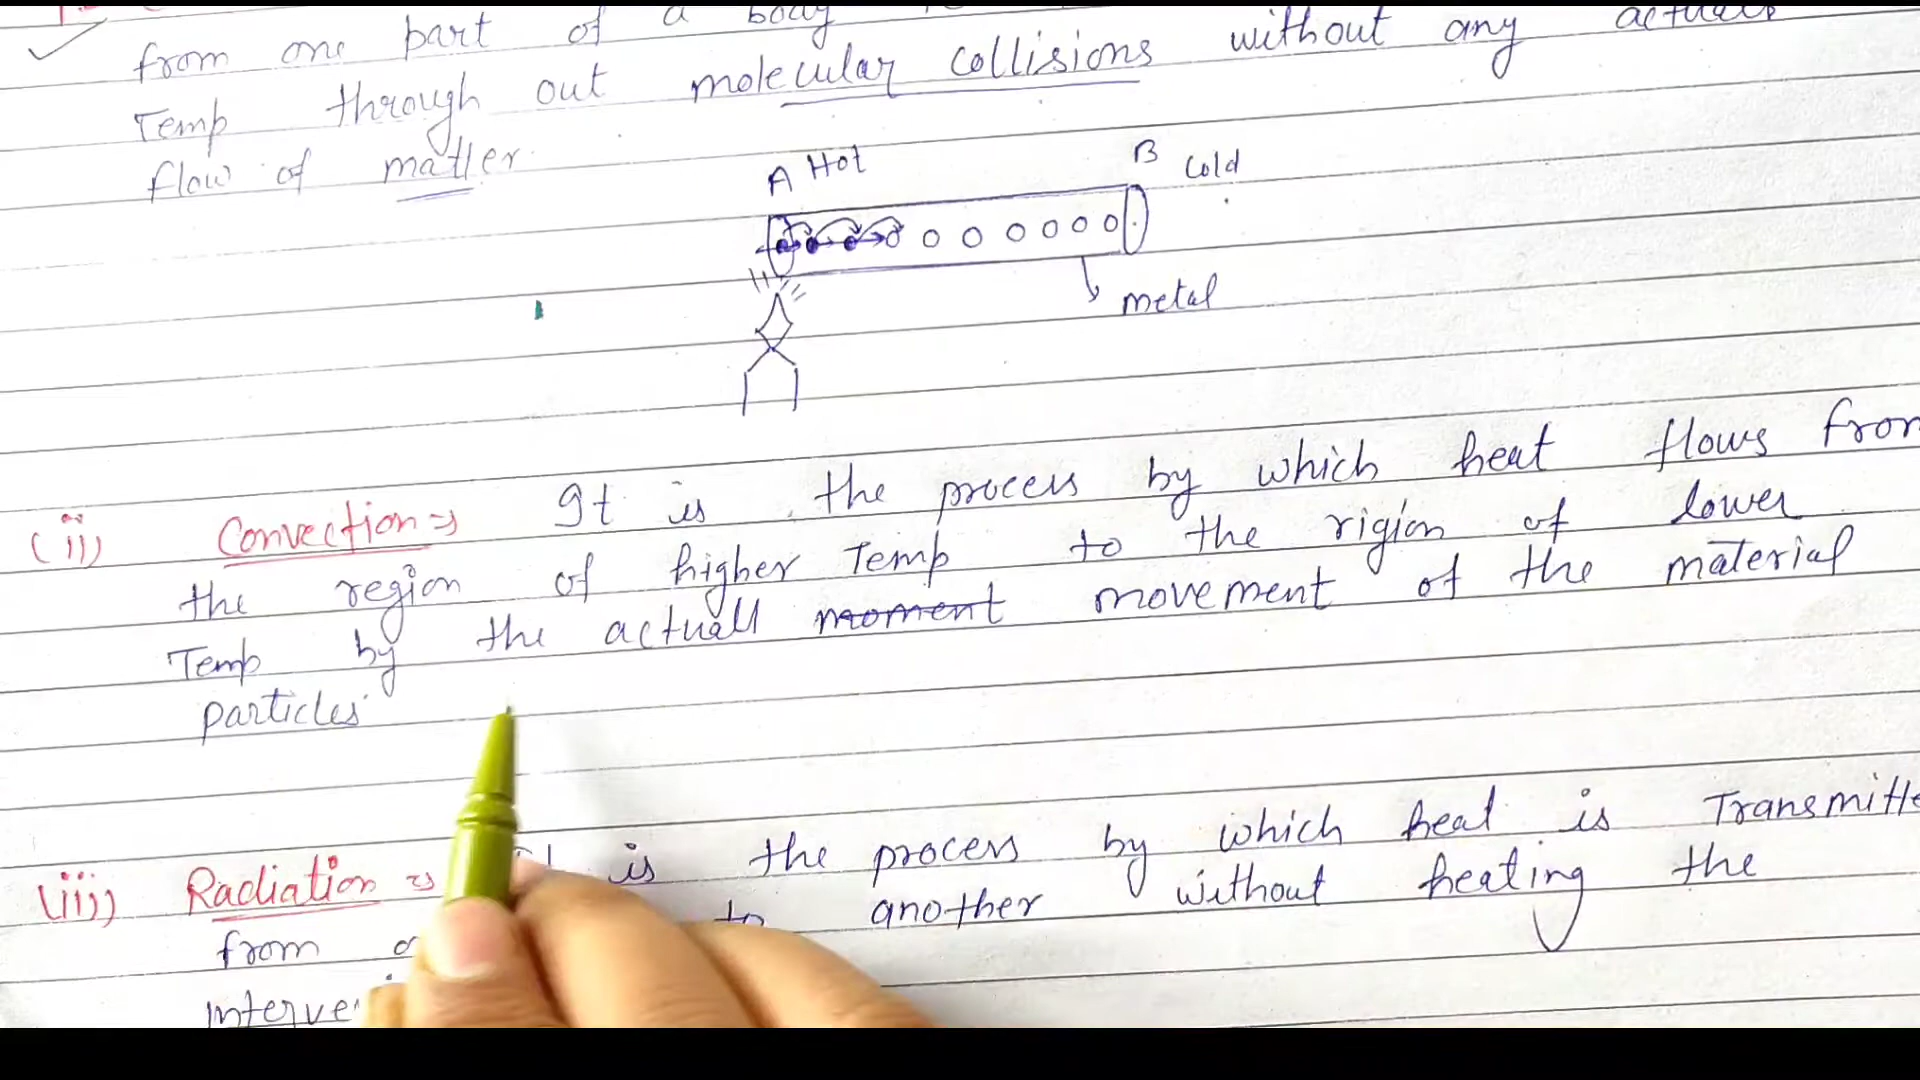 from one part of a body
Temp through out molecular collisions without any actuall
flow of matter.
A Hot
B Cold
metal
(ii) Convection⇒ It is the process by which heat flows from
the region of higher Temp to the rigion of lower
Temp by the actuall moment movement of the material
particles
(iii) Radiation⇒ is the process by which heat is
from to another without heating the